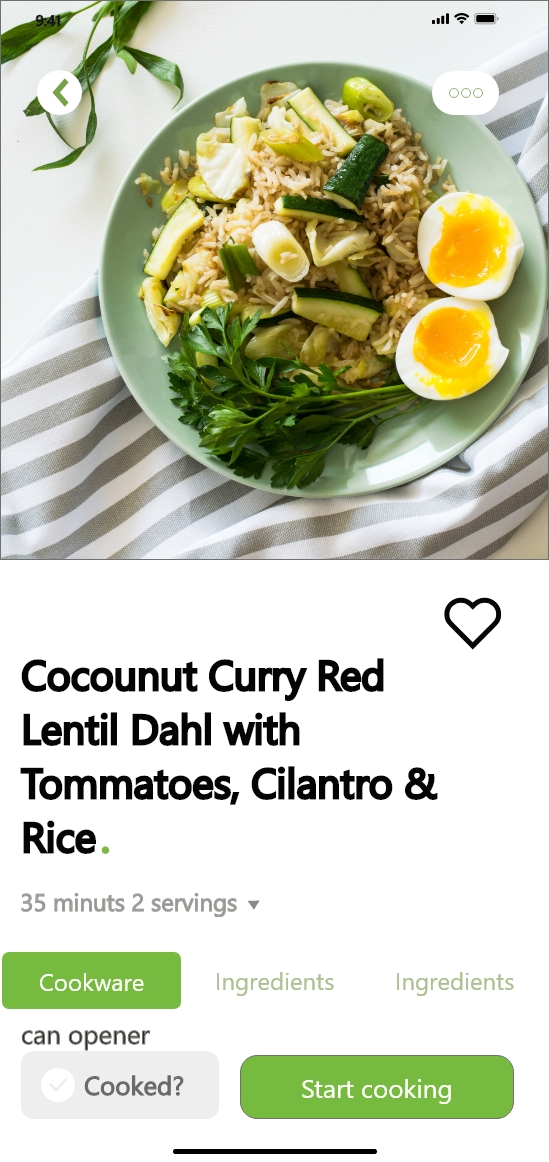 9:41
Cocounut Curry Red
Lentil Dahl with
Tommatoes, Cilantro &
Rice.
35 minuts 2 servings
Cookware Ingredients Ingredients
can opener
Cooked? Start cooking